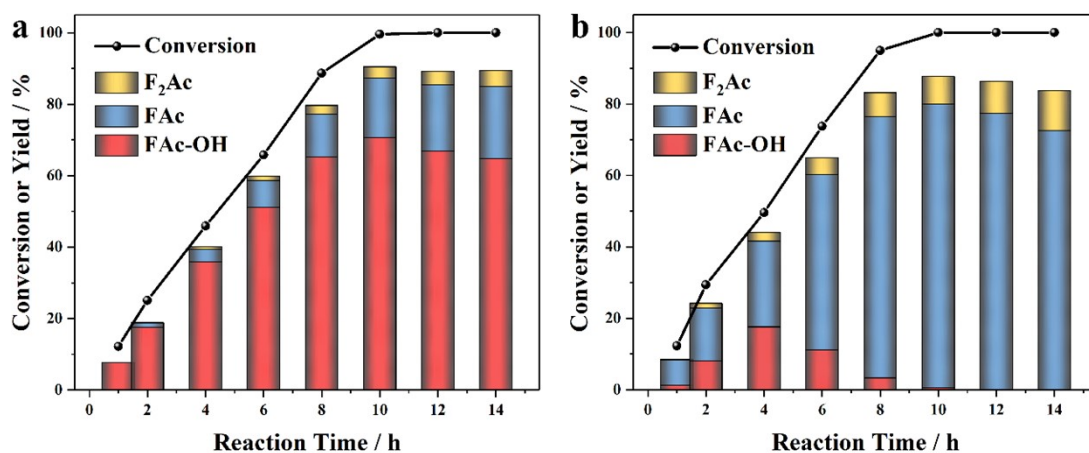 a
Conversion
F₂Ac
FAc
FAc-OH
Conversion or Yield / %
100
80
60
40
20
0
0 2 4 6 8 10 12 14
Reaction Time / h
b
Conversion
F₂Ac
FAc
FAc-OH
Conversion or Yield / %
100
80
60
40
20
0
0 2 4 6 8 10 12 14
Reaction Time / h